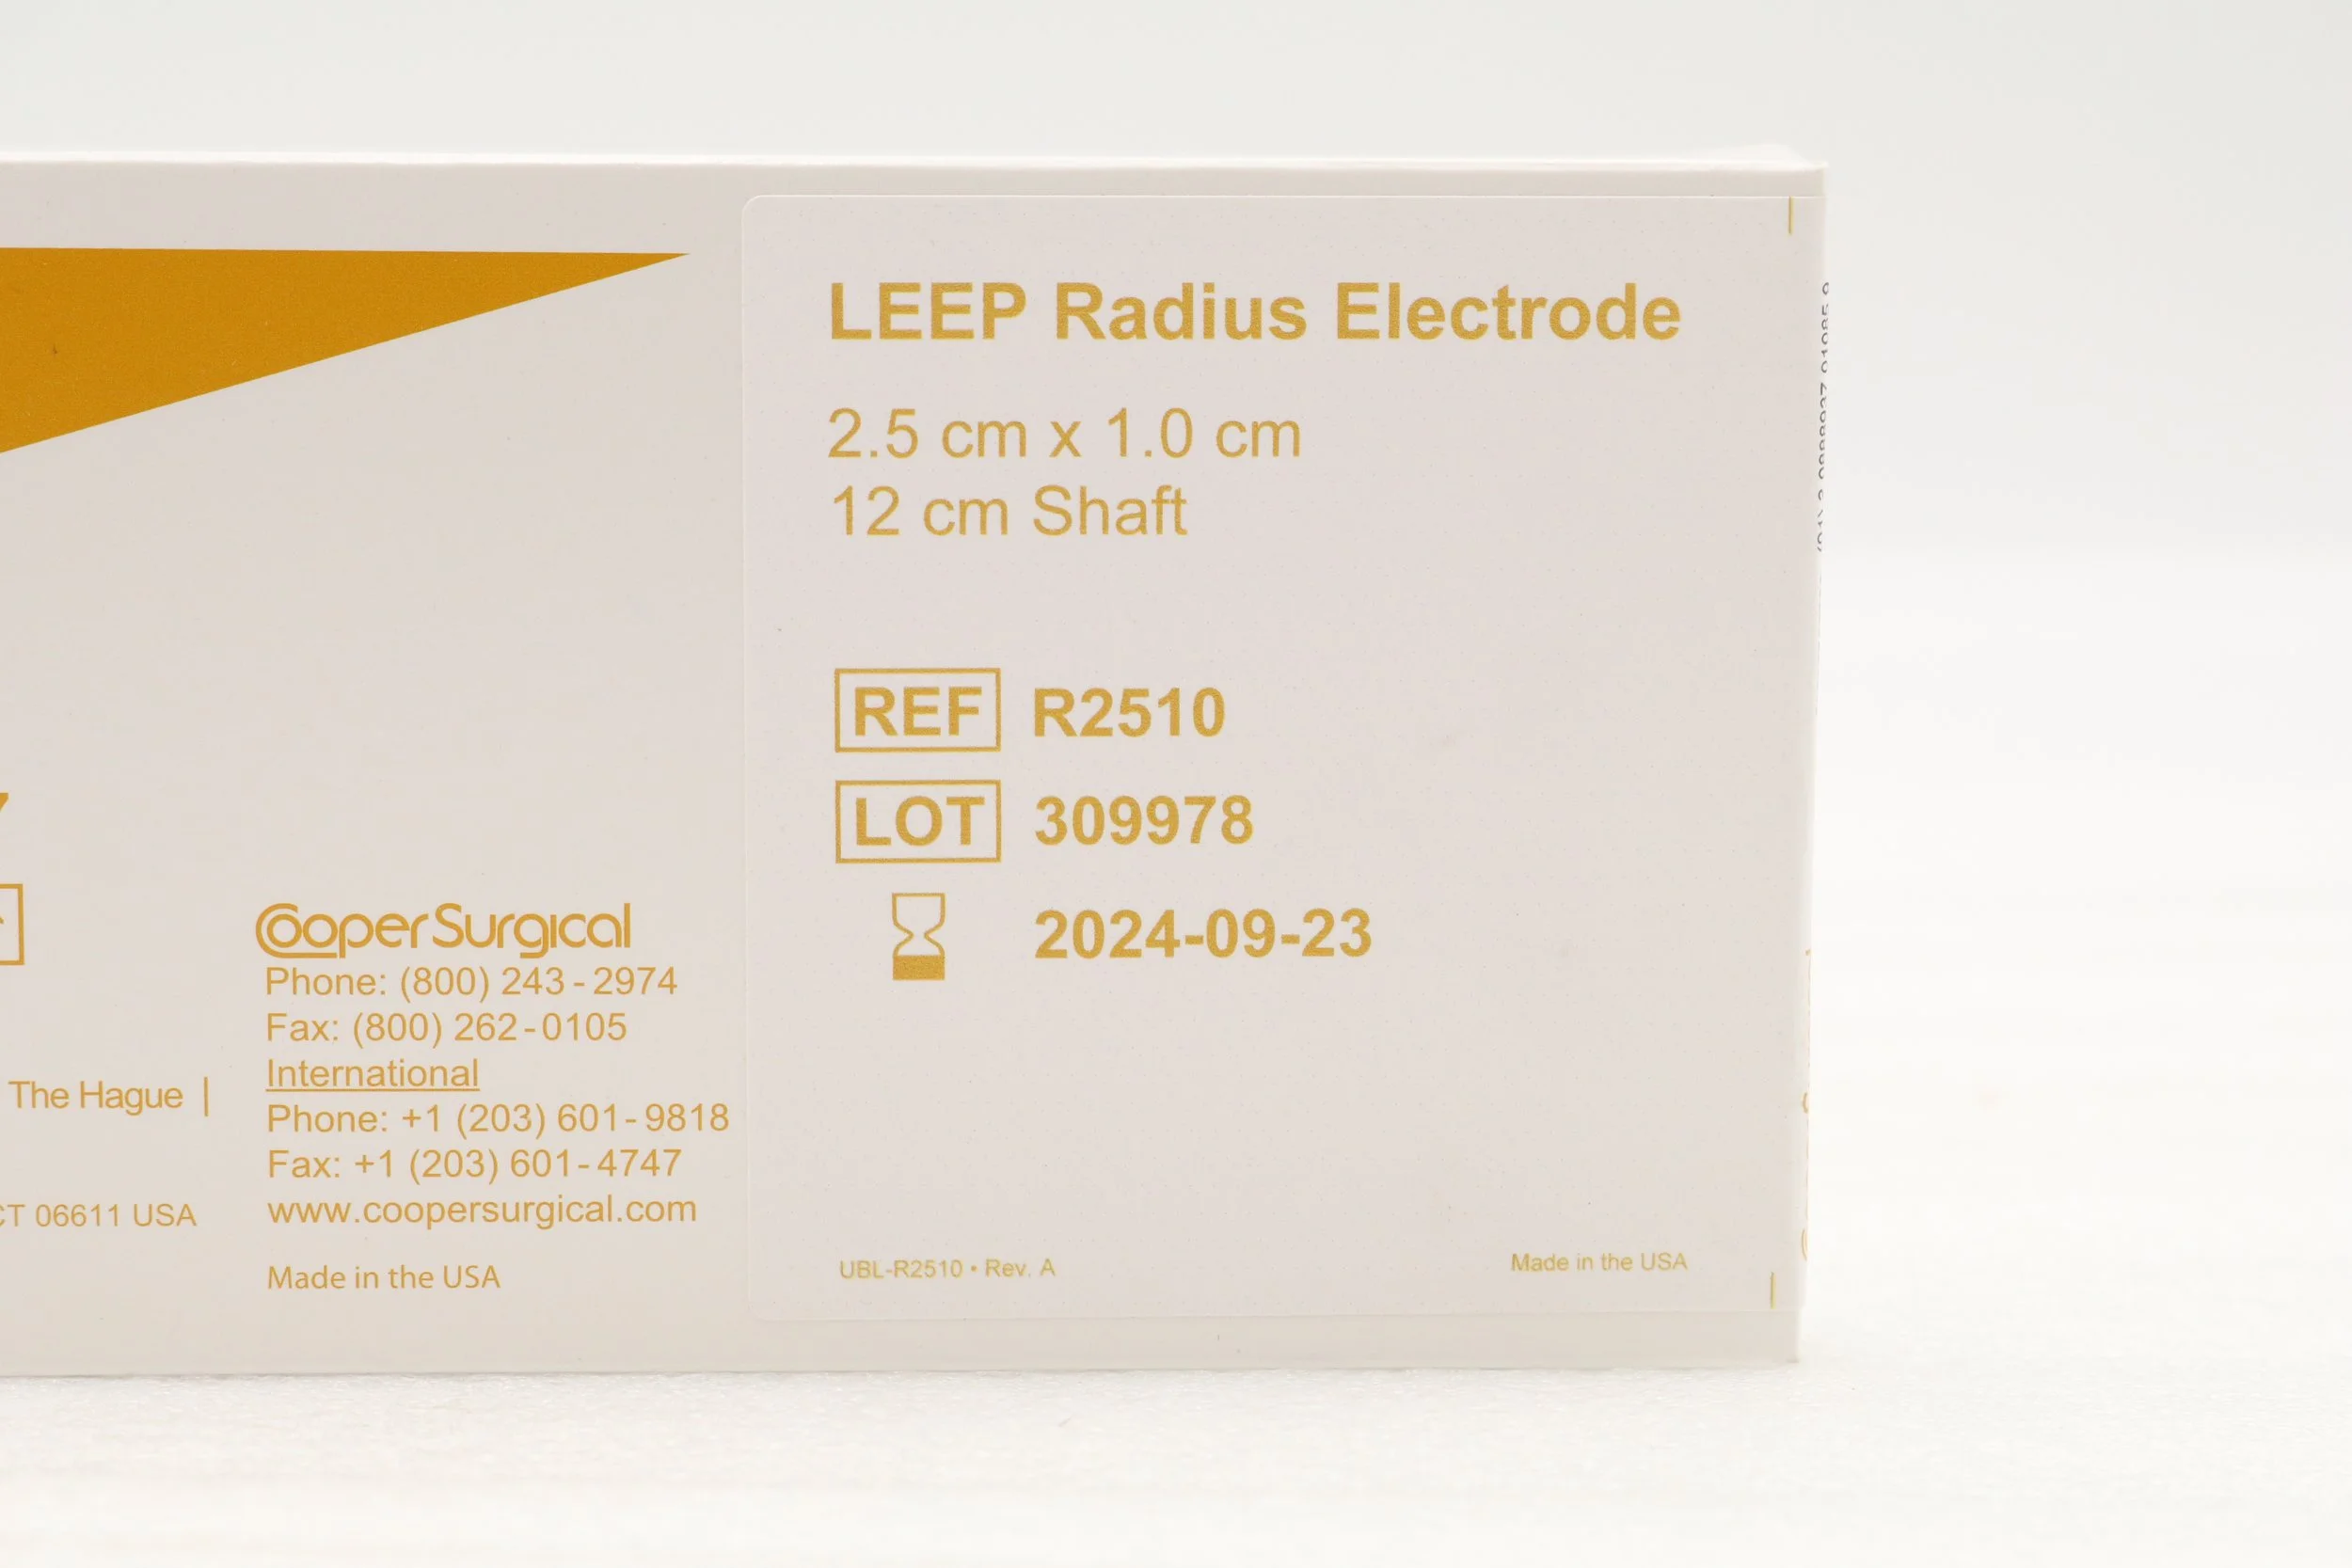 LEEP Radius Electrode
2.5 cm x 1.0 cm
12 cm Shaft
REF R2510
LOT 309978
2024-09-23
UBL-R2510 • Rev. A
Made in the USA
The Hague |
CT 06611 USA
CooperSurgical
Phone: (800) 243-2974
Fax: (800) 262-0105
International
Phone: +1 (203) 601-9818
Fax: +1 (203) 601-4747
www.coopersurgical.com
Made in the USA